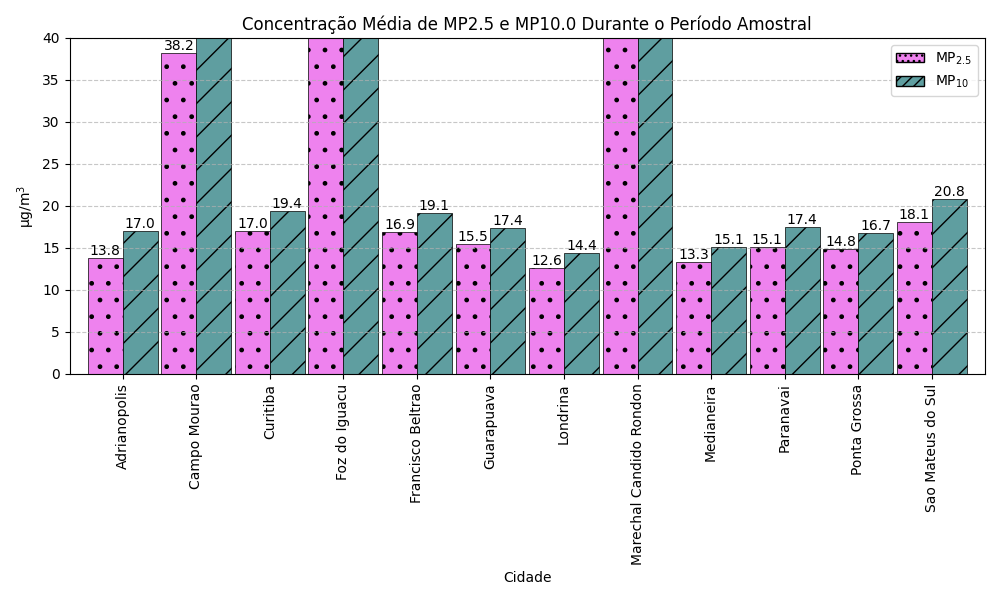 Concentração Média de MP2.5 e MP10.0 Durante o Período Amostral
µg/m³
40
35
30
25
20
15
10
5
0
MP₂.₅
MP₁₀
13.8
17.0
38.2
17.0
19.4
16.9
19.1
15.5
17.4
12.6
14.4
13.3
15.1
15.1
17.4
14.8
16.7
18.1
20.8
Adrianopolis
Campo Mourao
Curitiba
Foz do Iguacu
Francisco Beltrao
Guarapuava
Londrina
Marechal Candido Rondon
Medianeira
Paranavai
Ponta Grossa
Sao Mateus do Sul
Cidade